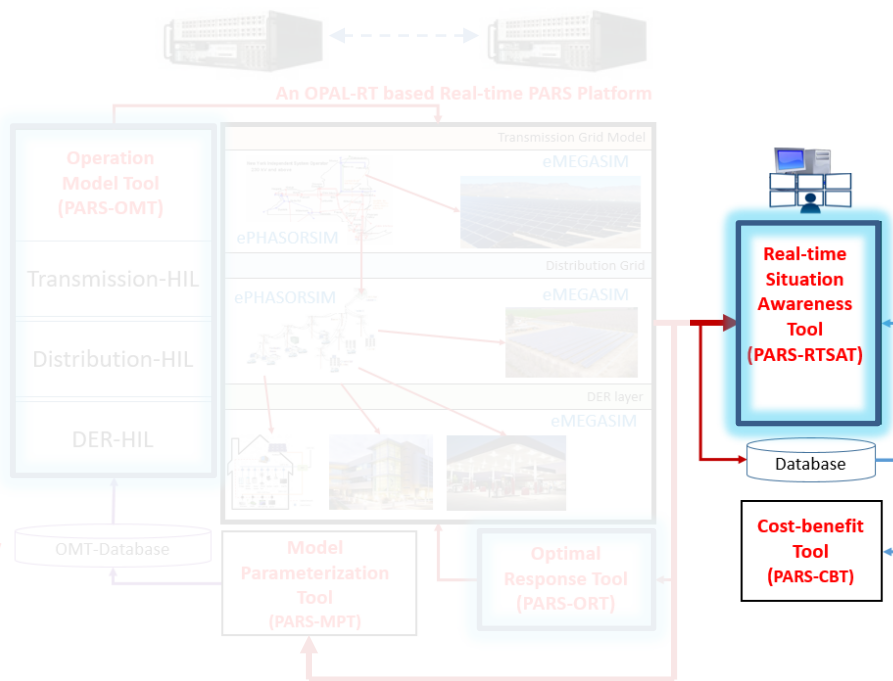 An OPAL-RT based Real-time PARS Platform
Operation
Model Tool
(PARS-OMT)
Transmission-HIL
Distribution-HIL
DER-HIL
OMT-Database
Transmission Grid Model
eMEGASIM
ePHASORSIM
Distribution Grid
ePHASORSIM
eMEGASIM
DER layer
eMEGASIM
Model
Parameterization
Tool
(PARS-MPT)
Optimal
Response Tool
(PARS-ORT)
Real-time
Situation
Awareness
Tool
(PARS-RTSAT)
Database
Cost-benefit
Tool
(PARS-CBT)